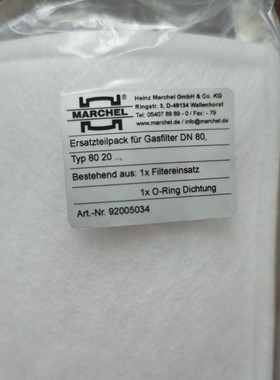 MARCHEL
Heinz Marchel GmbH & Co. KG
Ringstr. 3, D-49134 Wallenhorst
Tel: 05407 89 89 - 0 / Fax: - 79
www.marchel.de / info@marchel.de
Ersatzteilpack für Gasfilter DN 80,
Typ 80 20 ..,
Bestehend aus: 1x Filtereinsatz
1x O-Ring Dichtung
Art.-Nr. 92005034